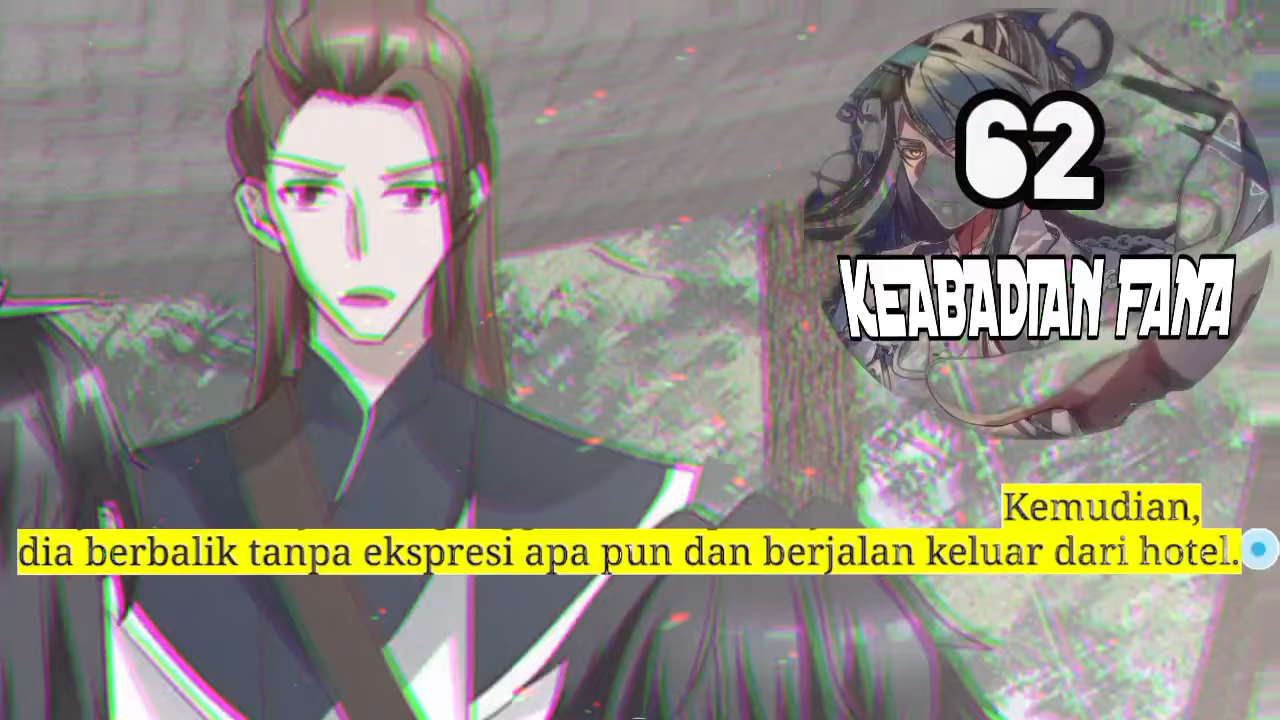 62
KEABADIAN FANA
Kemudian,
dia berbalik tanpa ekspresi apa pun dan berjalan keluar dari hotel.